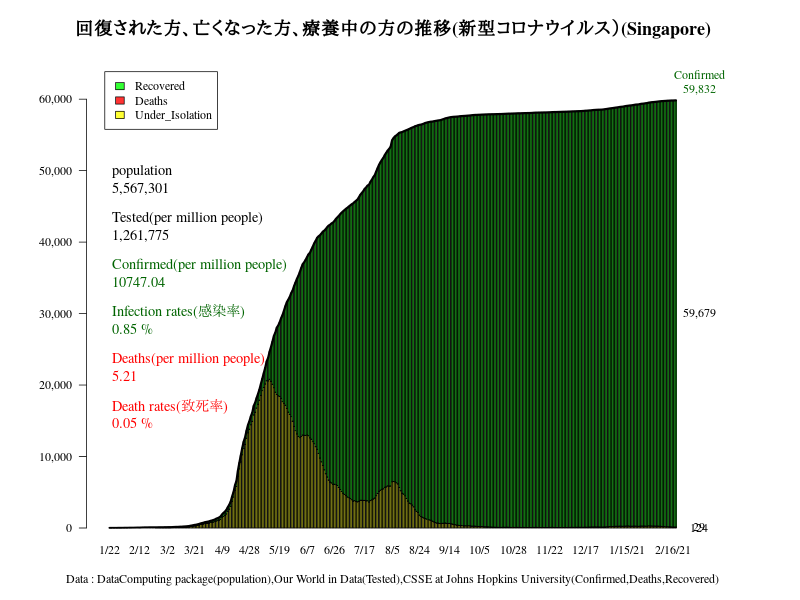 回復された方、亡くなった方、療養中の方の推移(新型コロナウイルス)(Singapore)
Confirmed
59,832
Recovered
Deaths
Under_Isolation
60,000
50,000
40,000
30,000
20,000
10,000
0
population
5,567,301
Tested(per million people)
1,261,775
Confirmed(per million people)
10747.04
Infection rates(感染率)
0.85 %
Deaths(per million people)
5.21
Death rates(致死率)
0.05 %
59,679
29
124
1/22 2/12 3/2 3/21 4/9 4/28 5/19 6/7 6/26 7/17 8/5 8/24 9/14 10/5 10/28 11/22 12/17 1/15/21 2/16/21
Data : DataComputing package(population),Our World in Data(Tested),CSSE at Johns Hopkins University(Confirmed,Deaths,Recovered)